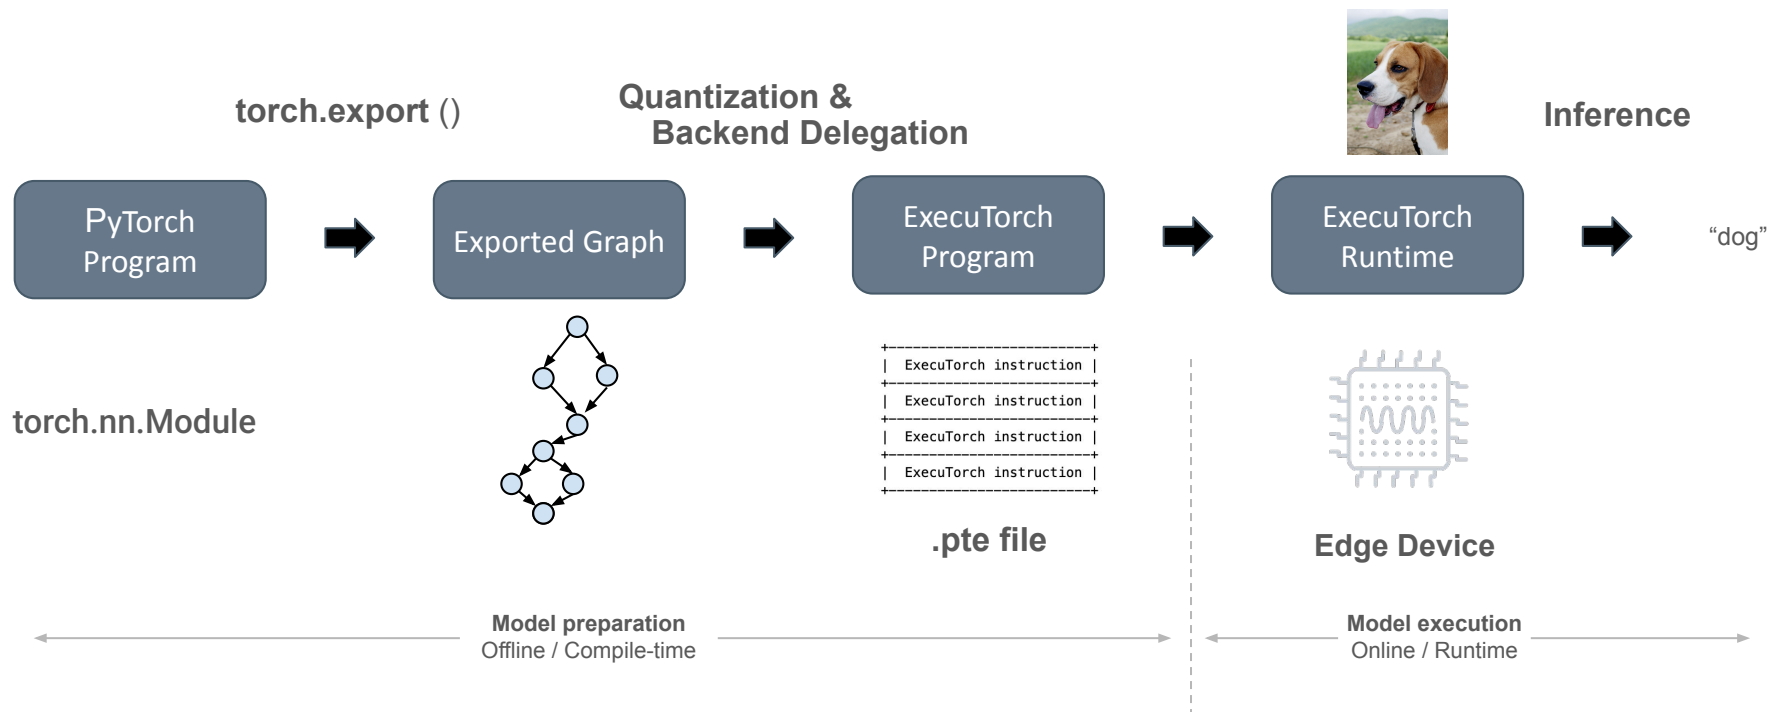 torch.export ()
Quantization &
Backend Delegation
Inference
PyTorch
Program
Exported Graph
ExecuTorch
Program
ExecuTorch
Runtime
“dog”
torch.nn.Module
+--------------------------+
|  ExecuTorch instruction |
+--------------------------+
|  ExecuTorch instruction |
+--------------------------+
|  ExecuTorch instruction |
+--------------------------+
|  ExecuTorch instruction |
+--------------------------+
.pte file
Edge Device
Model preparation
Offline / Compile-time
Model execution
Online / Runtime